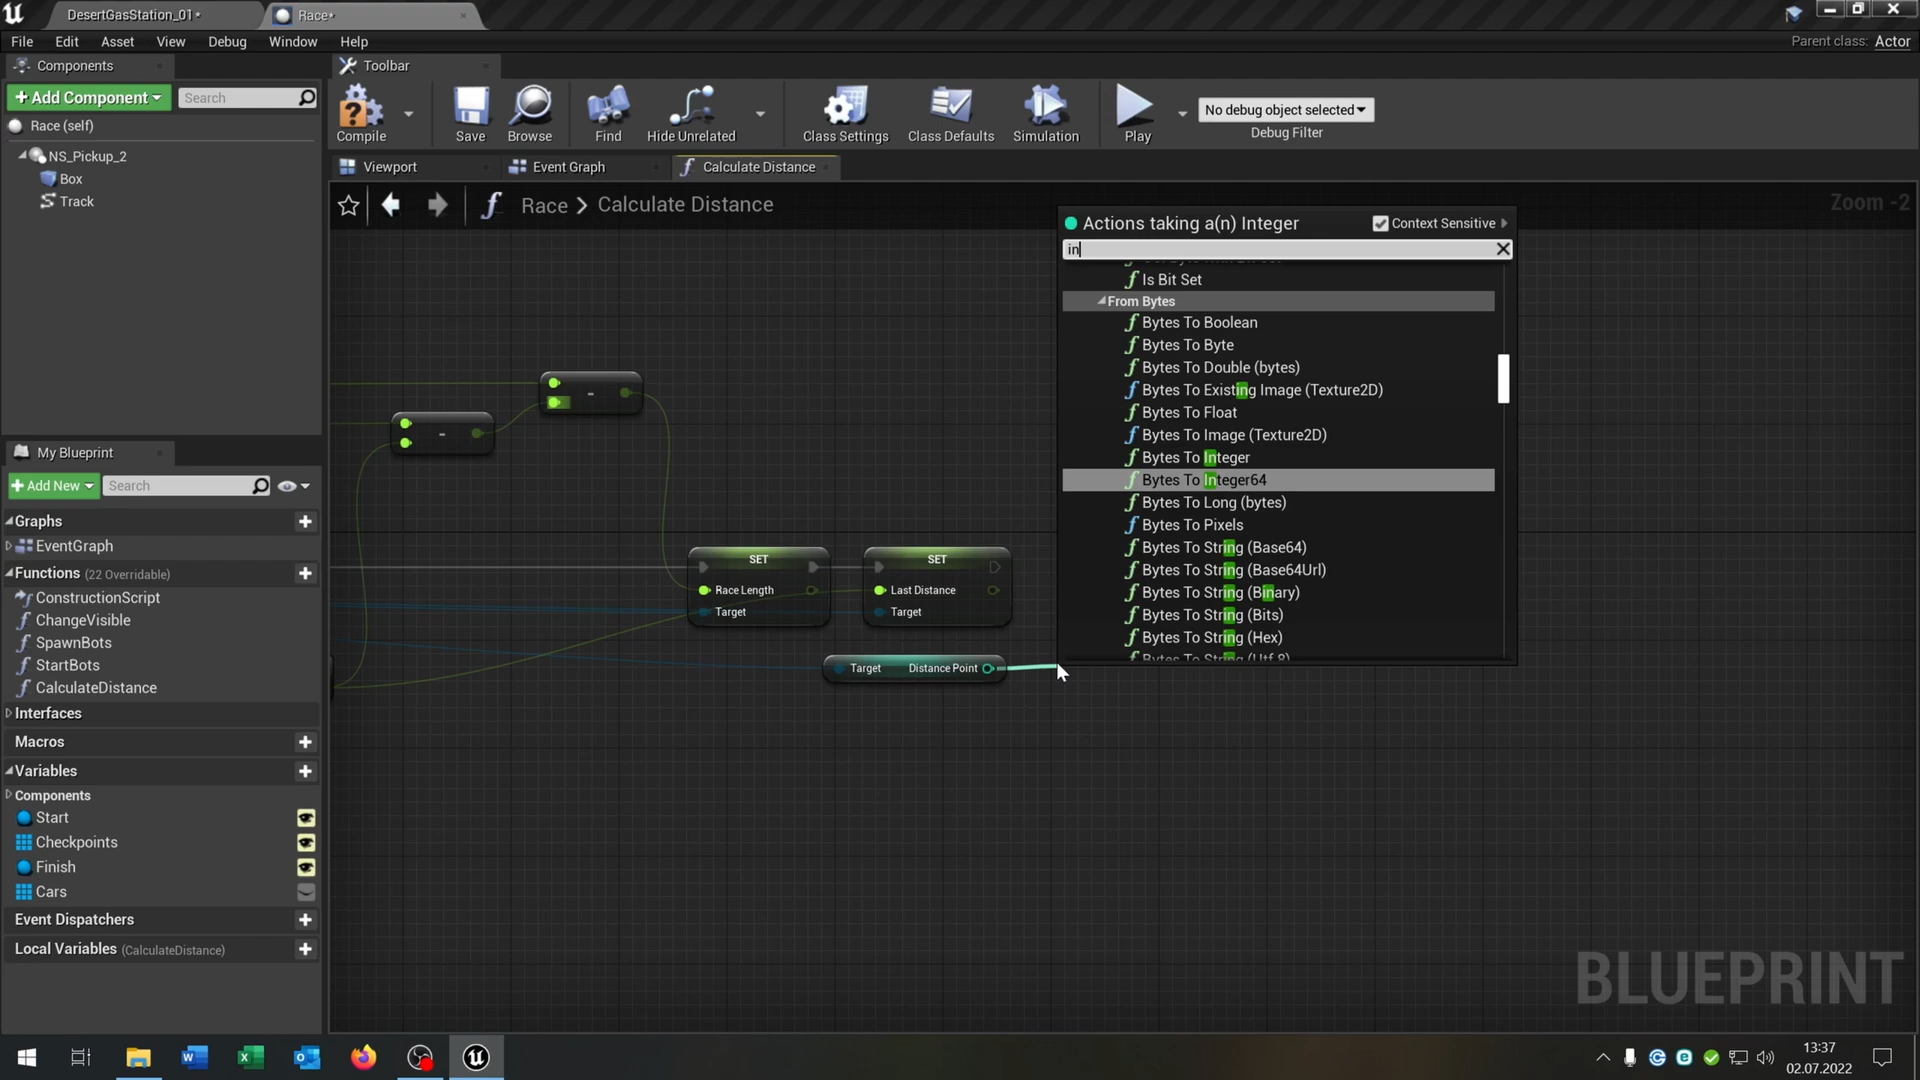 DesertGasStation_01*
Race*
File Edit Asset View Debug Window Help
Parent class: Actor
Components
Toolbar
+ Add Component
Search
Compile
Save
Browse
Find
Hide Unrelated
Class Settings
Class Defaults
Simulation
Play
No debug object selected
Debug Filter
Race (self)
NS_Pickup_2
Box
Track
Viewport
Event Graph
Calculate Distance
Race > Calculate Distance
Zoom -2
Actions taking a(n) Integer
Context Sensitive
in
Is Bit Set
From Bytes
Bytes To Boolean
Bytes To Byte
Bytes To Double (bytes)
Bytes To Existing Image (Texture2D)
Bytes To Float
Bytes To Image (Texture2D)
Bytes To Integer
Bytes To Integer64
Bytes To Long (bytes)
Bytes To Pixels
Bytes To String (Base64)
Bytes To String (Base64Url)
Bytes To String (Binary)
Bytes To String (Bits)
Bytes To String (Hex)
Bytes To String (Utf 8)
-
-
SET
Race Length
Target
SET
Last Distance
Target
Target Distance Point
My Blueprint
+ Add New
Search
Graphs
EventGraph
Functions (22 Overridable)
ConstructionScript
ChangeVisible
SpawnBots
StartBots
CalculateDistance
Interfaces
Macros
Variables
Components
Start
Checkpoints
Finish
Cars
Event Dispatchers
Local Variables (CalculateDistance)
BLUEPRINT
13:37
02.07.2022